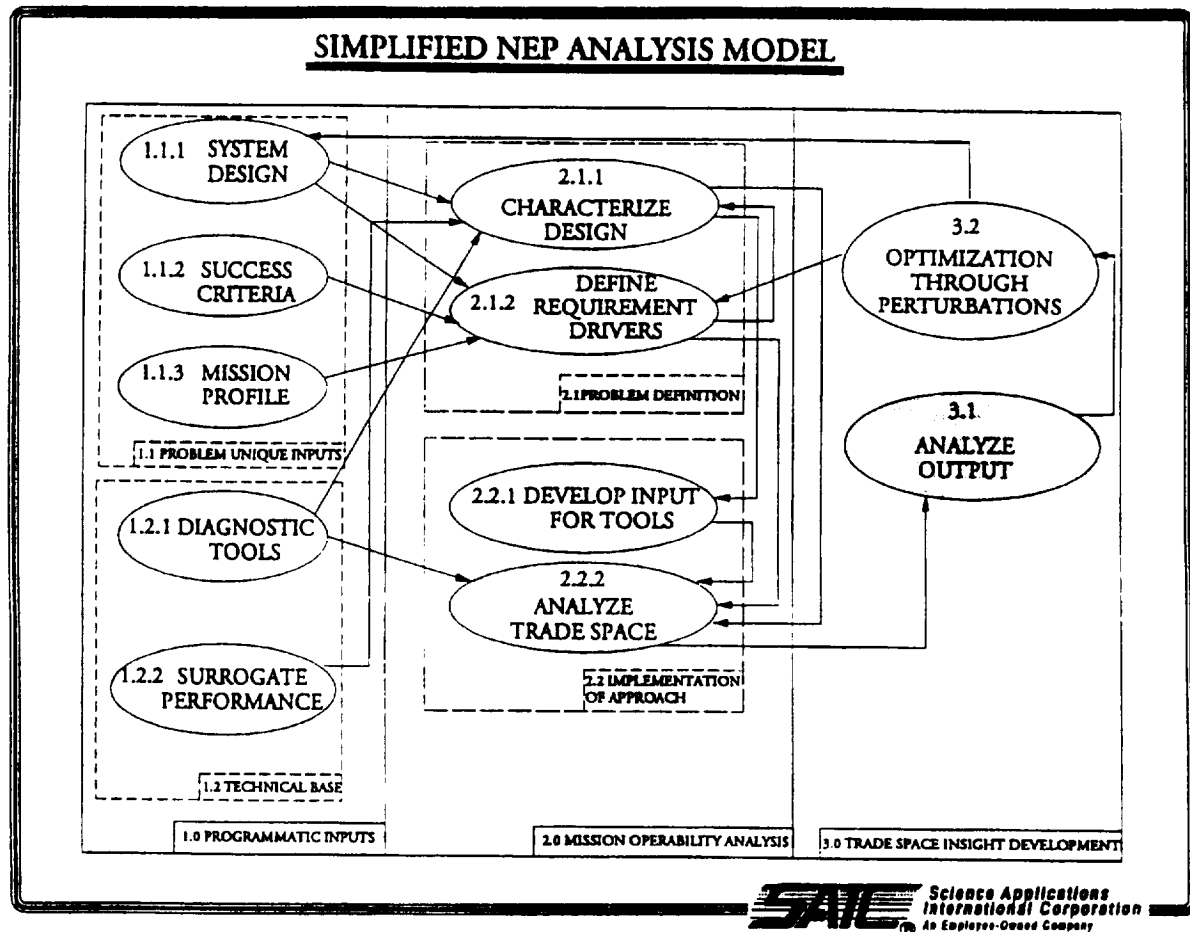 SIMPLIFIED NEP ANALYSIS MODEL
1.1.1 SYSTEM
DESIGN
1.1.2 SUCCESS
CRITERIA
1.1.3 MISSION
PROFILE
1.1 PROBLEM UNIQUE INPUTS
1.2.1 DIAGNOSTIC
TOOLS
1.2.2 SURROGATE
PERFORMANCE
1.2 TECHNICAL BASE
1.0 PROGRAMMATIC INPUTS
2.1.1
CHARACTERIZE
DESIGN
DEFINE
2.1.2 REQUIREMENT
DRIVERS
2.1 PROBLEM DEFINITION
2.2.1 DEVELOP INPUT
FOR TOOLS
2.2.2
ANALYZE
TRADE SPACE
2.2 IMPLEMENTATION
OF APPROACH
2.0 MISSION OPERABILITY ANALYSIS
3.2
OPTIMIZATION
THROUGH
PERTURBATIONS
3.1
ANALYZE
OUTPUT
3.0 TRADE SPACE INSIGHT DEVELOPMENT
SAIC
Science Applications
International Corporation
An Employee-Owned Company